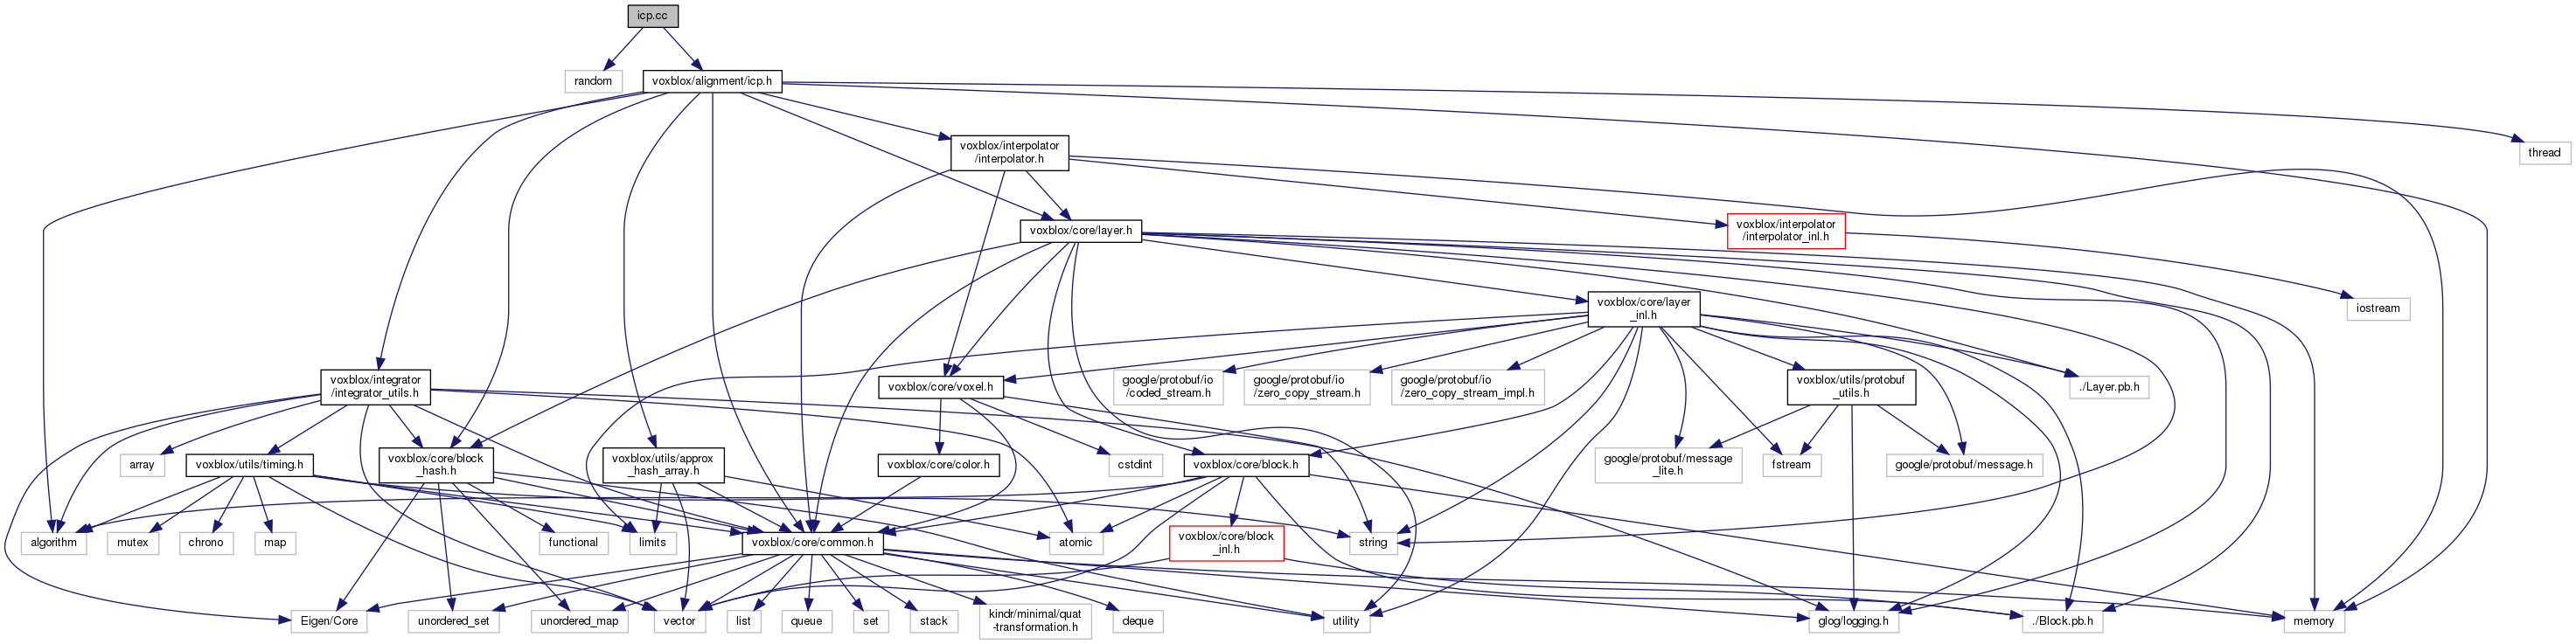 icp.cc
random
voxblox/alignment/icp.h
voxblox/interpolator
/interpolator.h
thread
voxblox/core/layer.h
voxblox/interpolator
/interpolator_inl.h
voxblox/core/layer
_inl.h
iostream
voxblox/integrator
/integrator_utils.h
voxblox/core/voxel.h
google/protobuf/io
/coded_stream.h
google/protobuf/io
/zero_copy_stream.h
google/protobuf/io
/zero_copy_stream_impl.h
voxblox/utils/protobuf
_utils.h
./Layer.pb.h
array
voxblox/utils/timing.h
voxblox/core/block
_hash.h
voxblox/utils/approx
_hash_array.h
voxblox/core/color.h
cstdint
voxblox/core/block.h
google/protobuf/message
_lite.h
fstream
google/protobuf/message.h
algorithm
mutex
chrono
map
functional
limits
voxblox/core/common.h
atomic
voxblox/core/block
_inl.h
string
Eigen/Core
unordered_set
unordered_map
vector
list
queue
set
stack
kindr/minimal/quat
-transformation.h
deque
utility
glog/logging.h
./Block.pb.h
memory